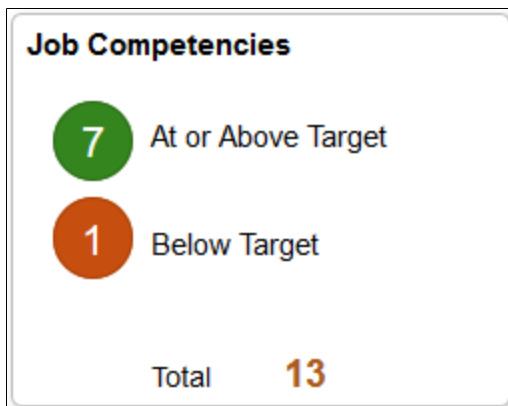 Job Competencies
7 At or Above Target
1 Below Target
Total 13